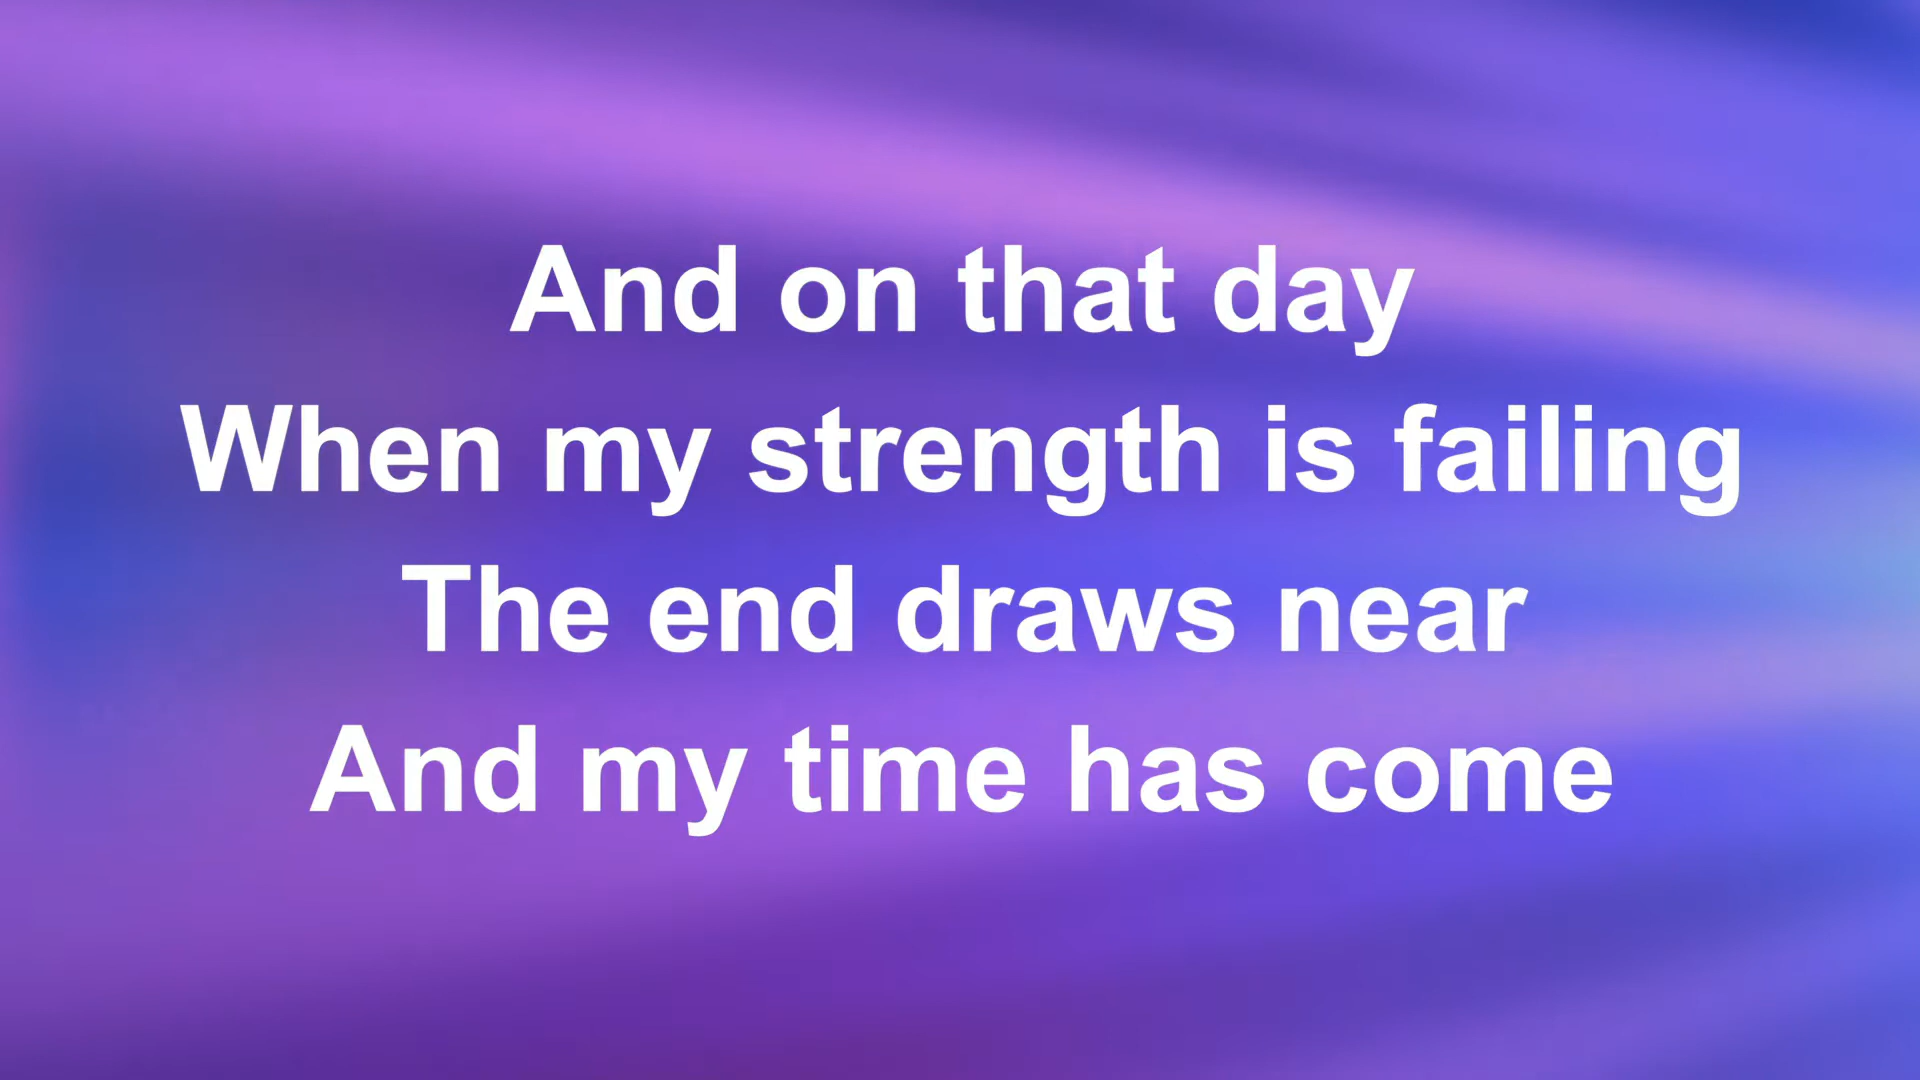 And on that day
When my strength is failing
The end draws near
And my time has come